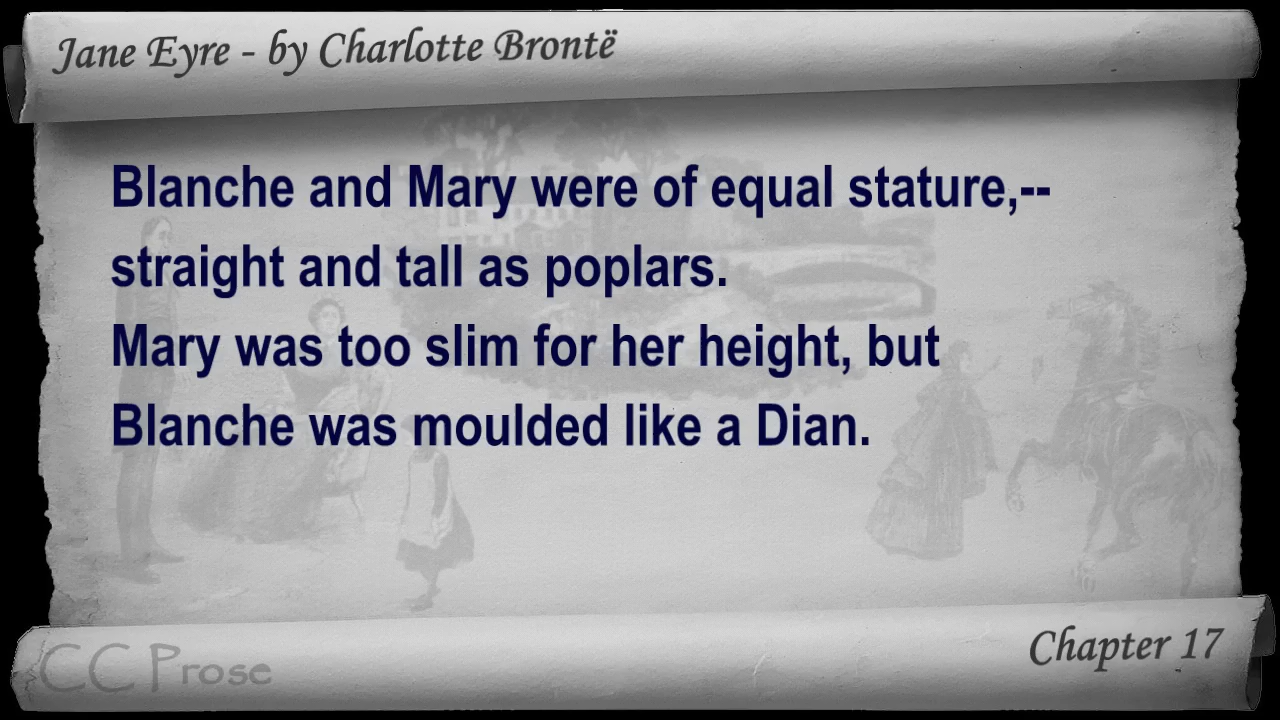 Jane Eyre - by Charlotte Brontë
Blanche and Mary were of equal stature,--
straight and tall as poplars.
Mary was too slim for her height, but
Blanche was moulded like a Dian.
Chapter 17
CC Prose